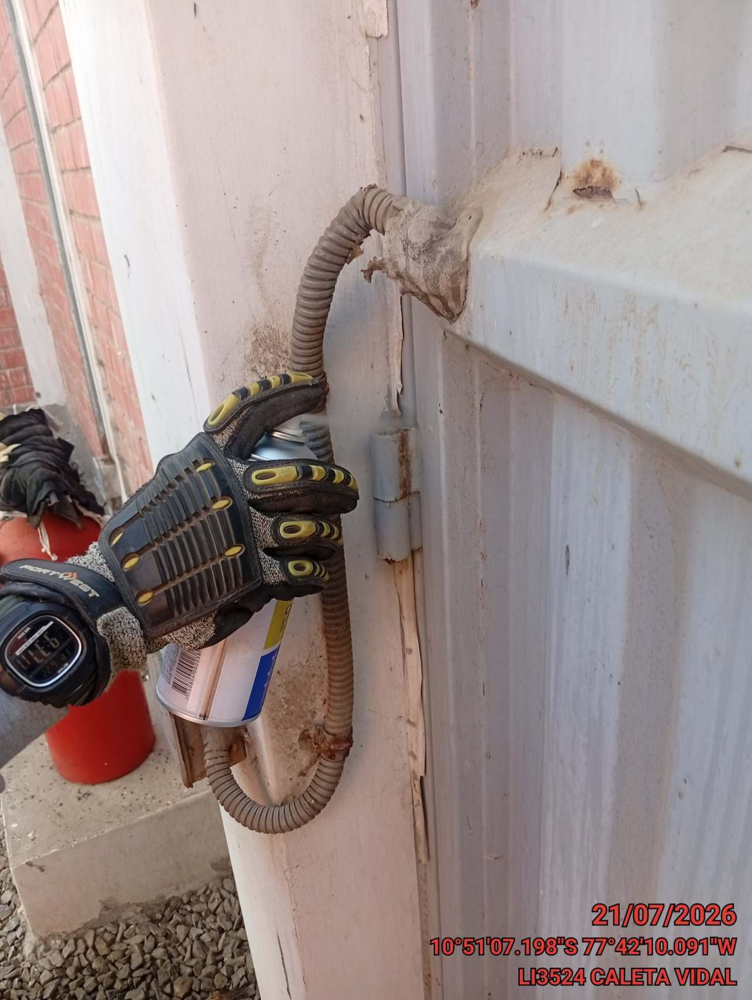 PORTWEST
21/07/2026
10°51'07.198"S 77°42'10.091"W
LI3524 CALETA VIDAL